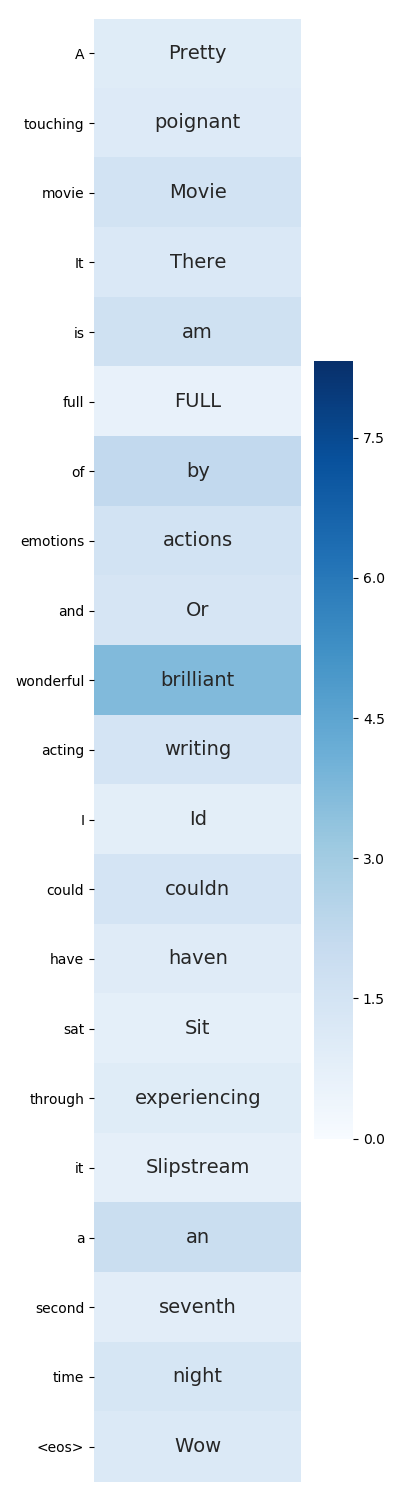 A Pretty
touching poignant
movie Movie
It There
is am
full FULL
of by
emotions actions
and Or
wonderful brilliant
acting writing
I Id
could couldn
have haven
sat Sit
through experiencing
it Slipstream
a an
second seventh
time night
<eos> Wow
7.5
6.0
4.5
3.0
1.5
0.0